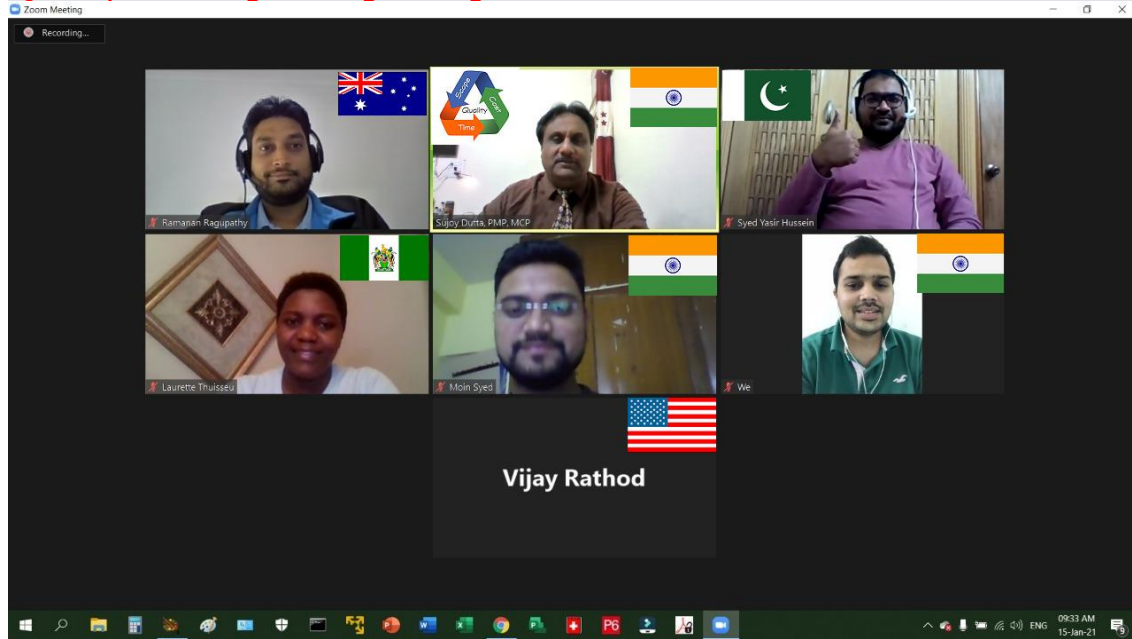 Zoom Meeting
Recording...
Scope
Cost
Quality
Time
Ramanan Ragupathy
Sujoy Dutta, PMP, MCP
Syed Yasir Hussein
Laurette Thuisseu
Moin Syed
We
Vijay Rathod
P6
ENG
09:33 AM
15-Jan-21